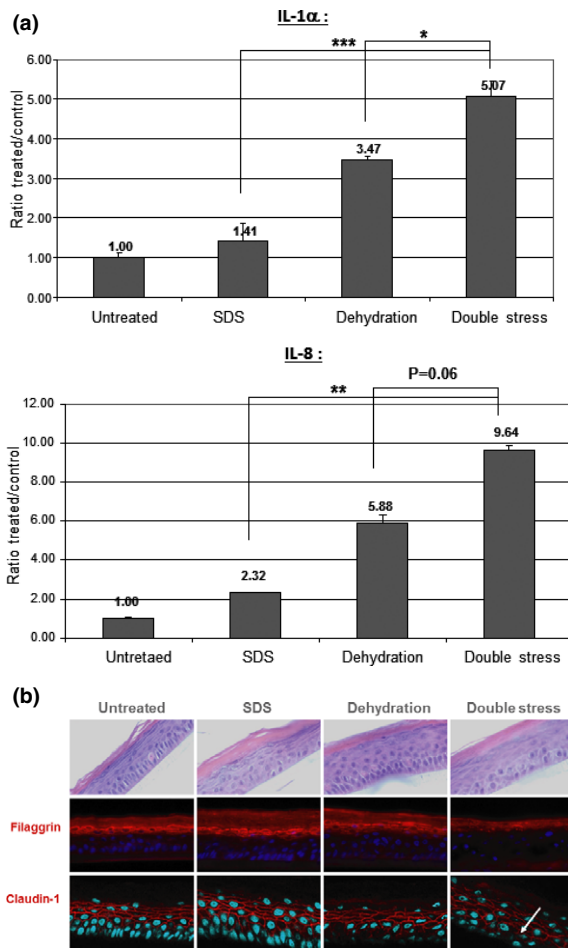 (a)
IL-1α :
***
*
6.00
5.00
4.00
3.00
2.00
1.00
0.00
Ratio treated/control
1.00
1.41
3.47
5.07
Untreated SDS Dehydration Double stress
IL-8 :
P=0.06
**
12.00
10.00
8.00
6.00
4.00
2.00
0.00
Ratio treated/control
1.00
2.32
5.88
9.64
Untretaed SDS Dehydration Double stress
(b)
Untreated SDS Dehydration Double stress
Filaggrin
Claudin-1